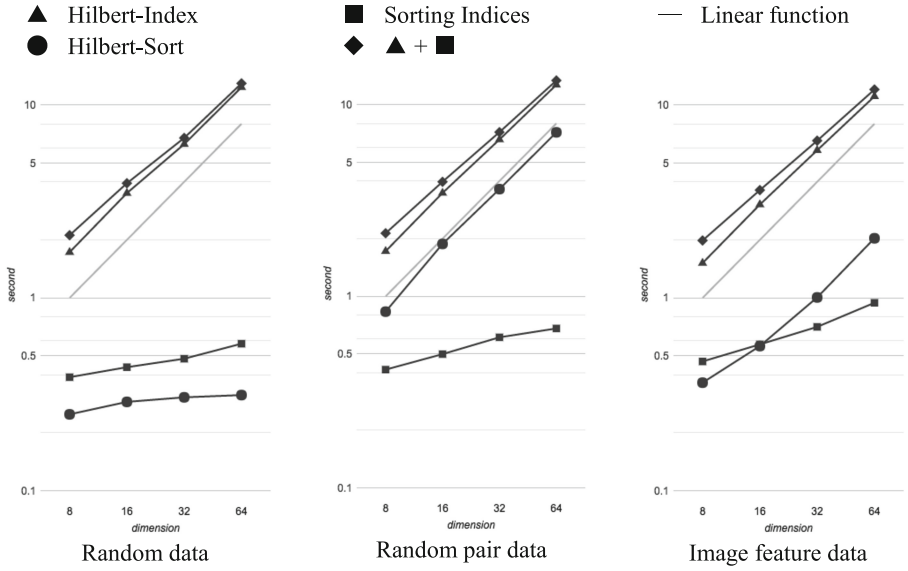 Hilbert-Index
Sorting Indices
Linear function
Hilbert-Sort
+
10
5
1
0.5
0.1
second
8 16 32 64
dimension
Random data
10
5
1
0.5
0.1
second
8 16 32 64
dimension
Random pair data
10
5
1
0.5
0.1
second
8 16 32 64
dimension
Image feature data